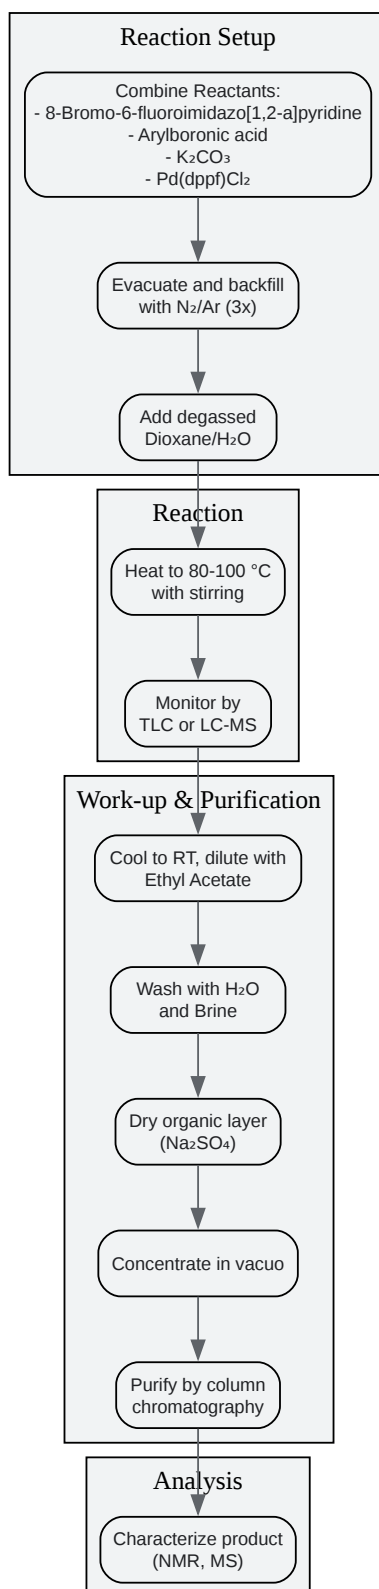 Reaction Setup
Combine Reactants:
- 8-Bromo-6-fluoroimidazo[1,2-a]pyridine
- Arylboronic acid
- K₂CO₃
- Pd(dppf)Cl₂
Evacuate and backfill
with N₂/Ar (3x)
Add degassed
Dioxane/H₂O
Reaction
Heat to 80-100 °C
with stirring
Monitor by
TLC or LC-MS
Work-up & Purification
Cool to RT, dilute with
Ethyl Acetate
Wash with H₂O
and Brine
Dry organic layer
(Na₂SO₄)
Concentrate in vacuo
Purify by column
chromatography
Analysis
Characterize product
(NMR, MS)